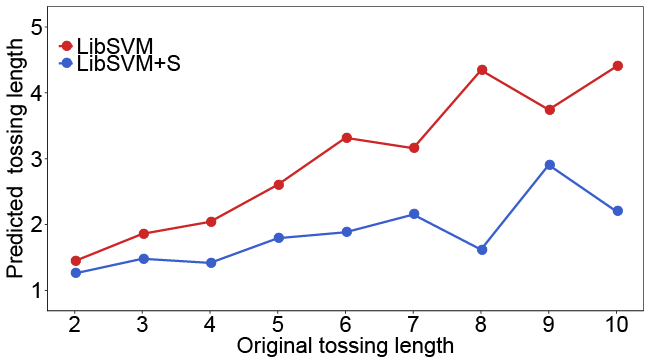 Predicted tossing length
5
4
3
2
1
LibSVM
LibSVM+S
2 3 4 5 6 7 8 9 10
Original tossing length